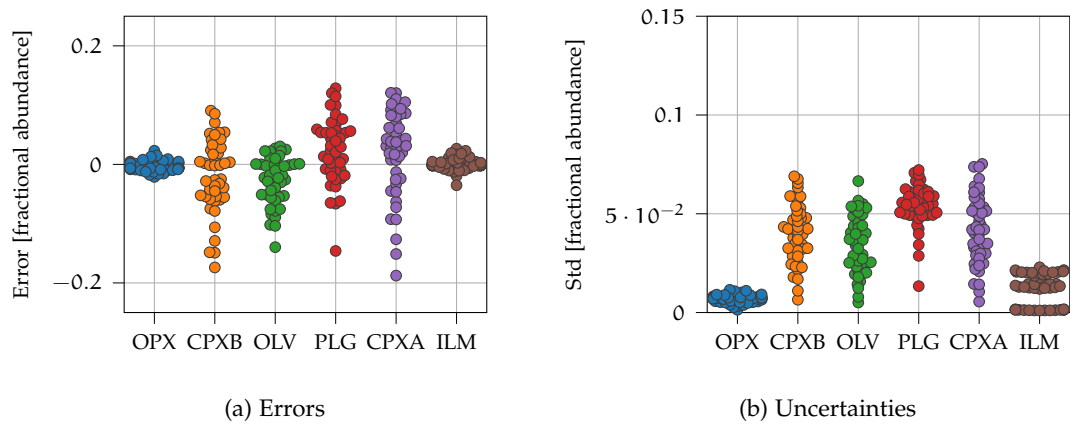 0.2
0
−0.2
Error [fractional abundance]
OPX CPXB OLV PLG CPXA ILM
(a) Errors
0.15
0.1
5 · 10⁻²
0
Std [fractional abundance]
OPX CPXB OLV PLG CPXA ILM
(b) Uncertainties